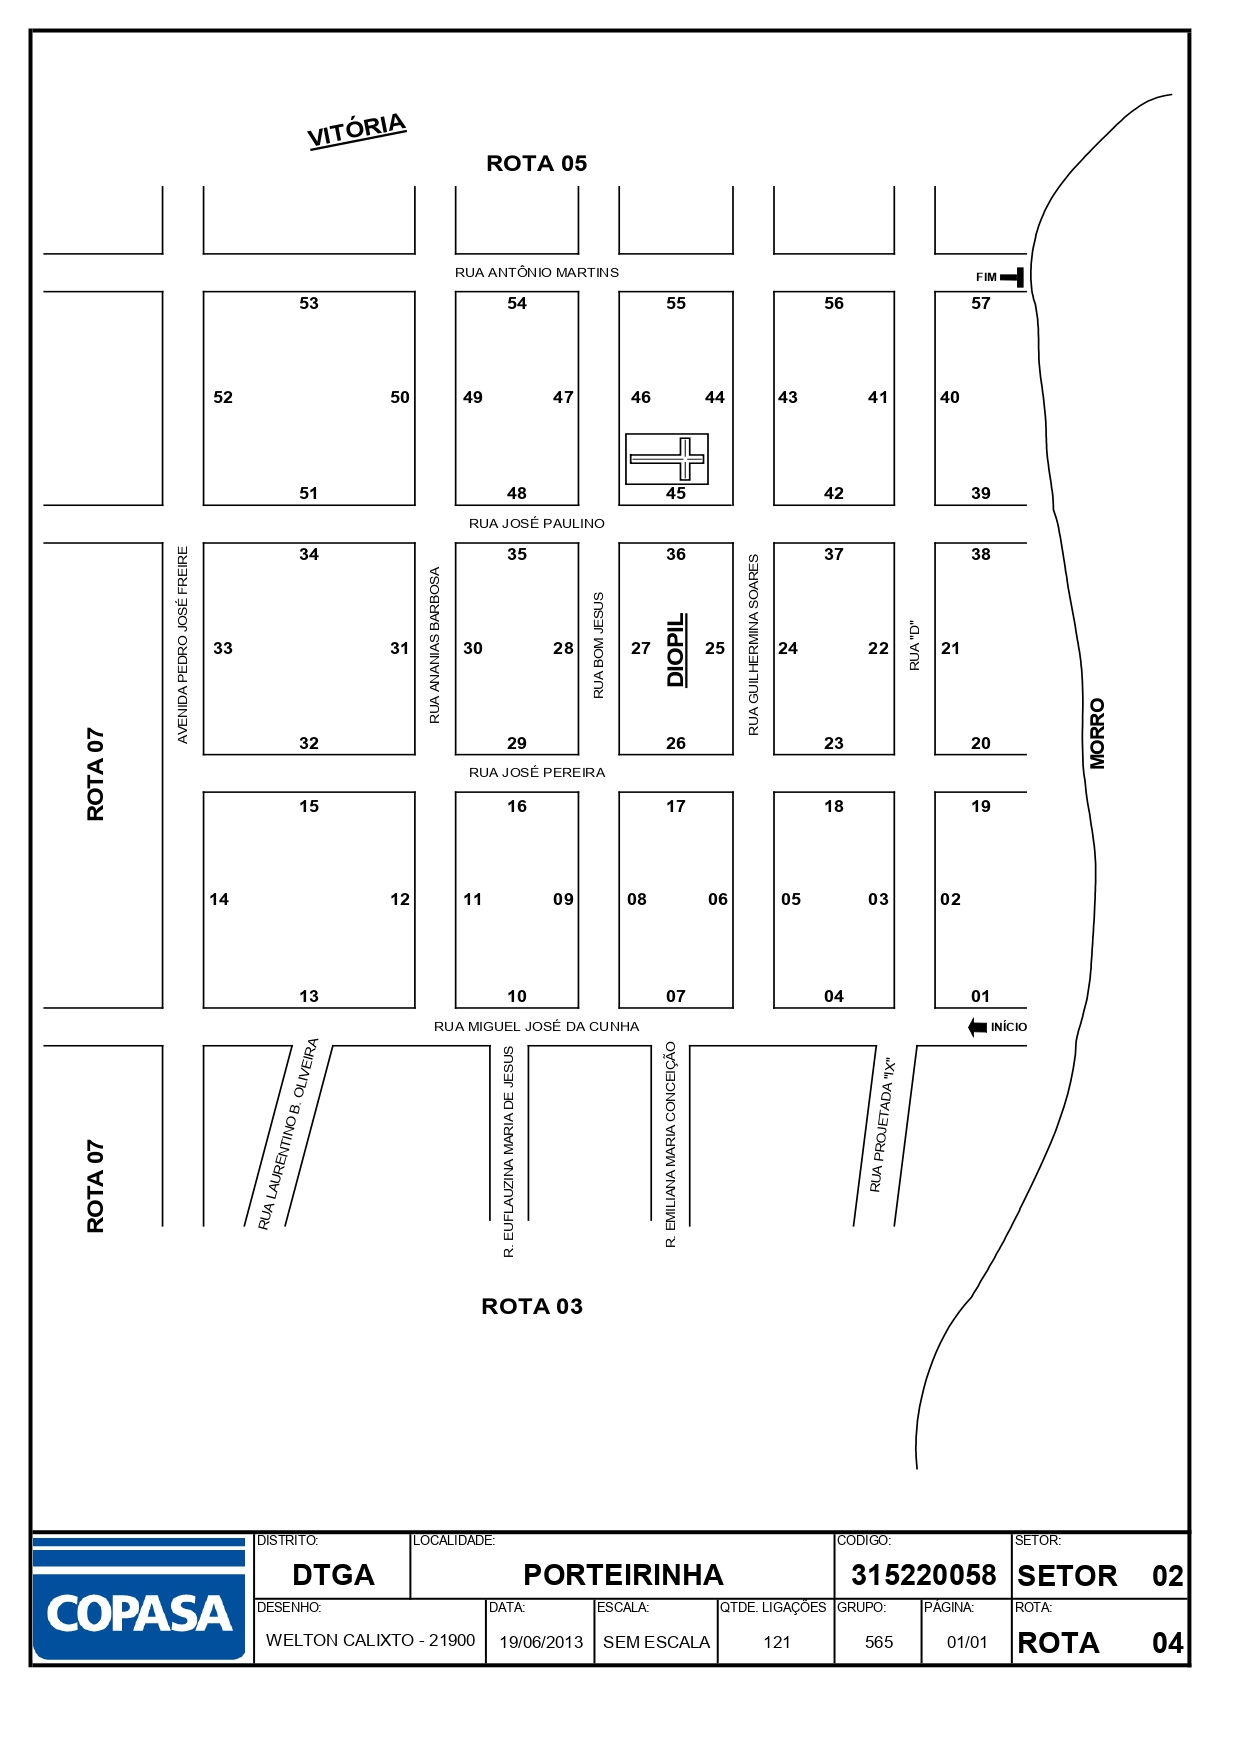 VITÓRIA
ROTA 05
RUA ANTÔNIO MARTINS
FIM
53 54 55 56 57
52 50 49 47 46 44 43 41 40
51 48 45 42 39
RUA JOSÉ PAULINO
34 35 36 37 38
AVENIDA PEDRO JOSÉ FREIRE
RUA ANANIAS BARBOSA
RUA BOM JESUS
DIOPIL
RUA GUILHERMINA SOARES
RUA "D"
33 31 30 28 27 25 24 22 21
32 29 26 23 20
MORRO
ROTA 07
RUA JOSÉ PEREIRA
15 16 17 18 19
14 12 11 09 08 06 05 03 02
13 10 07 04 01
RUA MIGUEL JOSÉ DA CUNHA
INÍCIO
RUA LAURENTINO B. OLIVEIRA
R. EUFLAUZINA MARIA DE JESUS
R. EMILIANA MARIA CONCEIÇÃO
RUA PROJETADA "IX"
ROTA 07
ROTA 03
COPASA
DISTRITO: LOCALIDADE: CODIGO: SETOR:
DTGA PORTEIRINHA 315220058 SETOR 02
DESENHO: DATA: ESCALA: QTDE. LIGAÇÕES GRUPO: PÁGINA: ROTA:
WELTON CALIXTO - 21900 19/06/2013 SEM ESCALA 121 565 01/01 ROTA 04